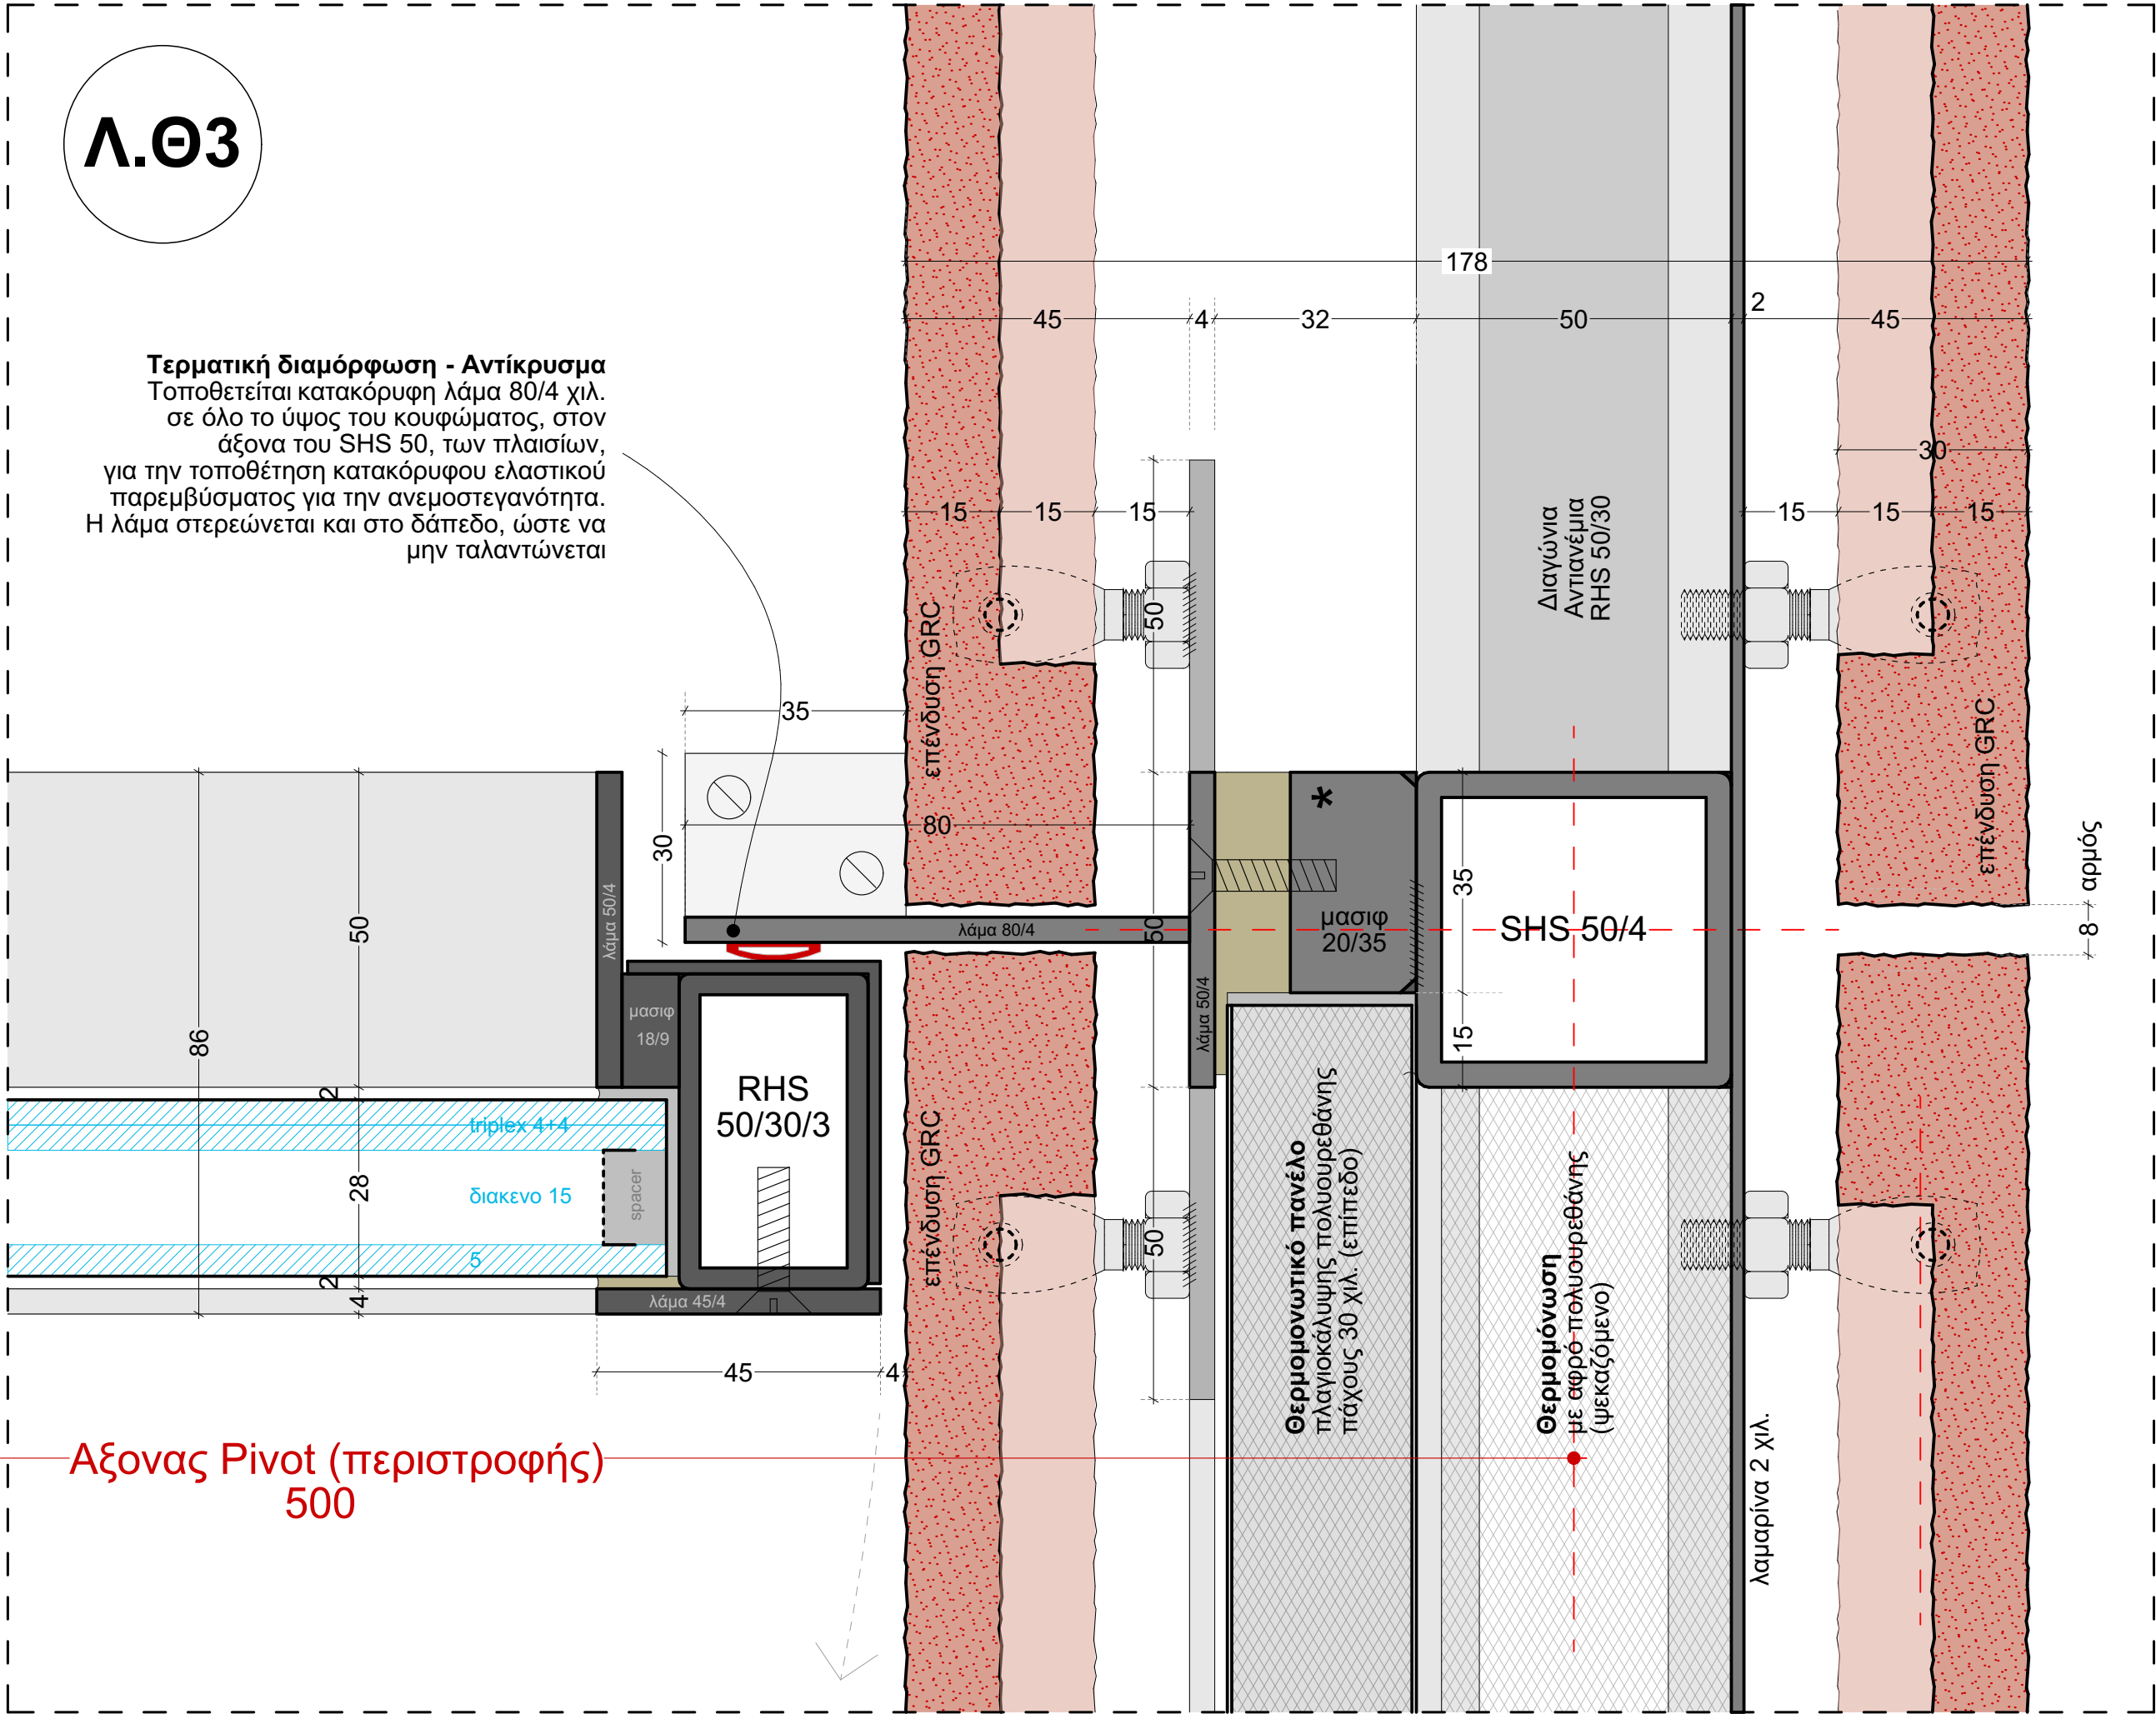 Λ.Θ3
178
45
4
32
50
2
45
30
Τερματική διαμόρφωση - Αντίκρυσμα
Τοποθετείται κατακόρυφη λάμα 80/4 χιλ.
σε όλο το ύψος του κουφώματος, στον
άξονα του SHS 50, των πλαισίων,
για την τοποθέτηση κατακόρυφου ελαστικού
παρεμβύσματος για την ανεμοστεγανότητα.
Η λάμα στερεώνεται και στο δάπεδο, ώστε να
μην ταλαντώνεται
15
15
15
15
15
15
Διαγώνια
Αντιανέμια
RHS 50/30
50
επένδυση GRC
επένδυση GRC
35
30
80
*
35
αρμός
8
50
λάμα 50/4
λάμα 80/4
50
μασιφ
20/35
SHS 50/4
λάμα 50/4
μασιφ
18/9
86
15
2
RHS
50/30/3
triplex 4+4
28
διακενο 15
spacer
5
2
4
λάμα 45/4
επένδυση GRC
50
Θερμομονωτικό πανέλο
πλαγιοκάλυψης πολυουρεθάνης
πάχους 30 χιλ. (επίπεδο)
Θερμομόνωση
με αφρό πολυουρεθάνης
(ψεκαζόμενο)
45
4
Αξονας Pivot (περιστροφής)
500
λαμαρίνα 2 χιλ.